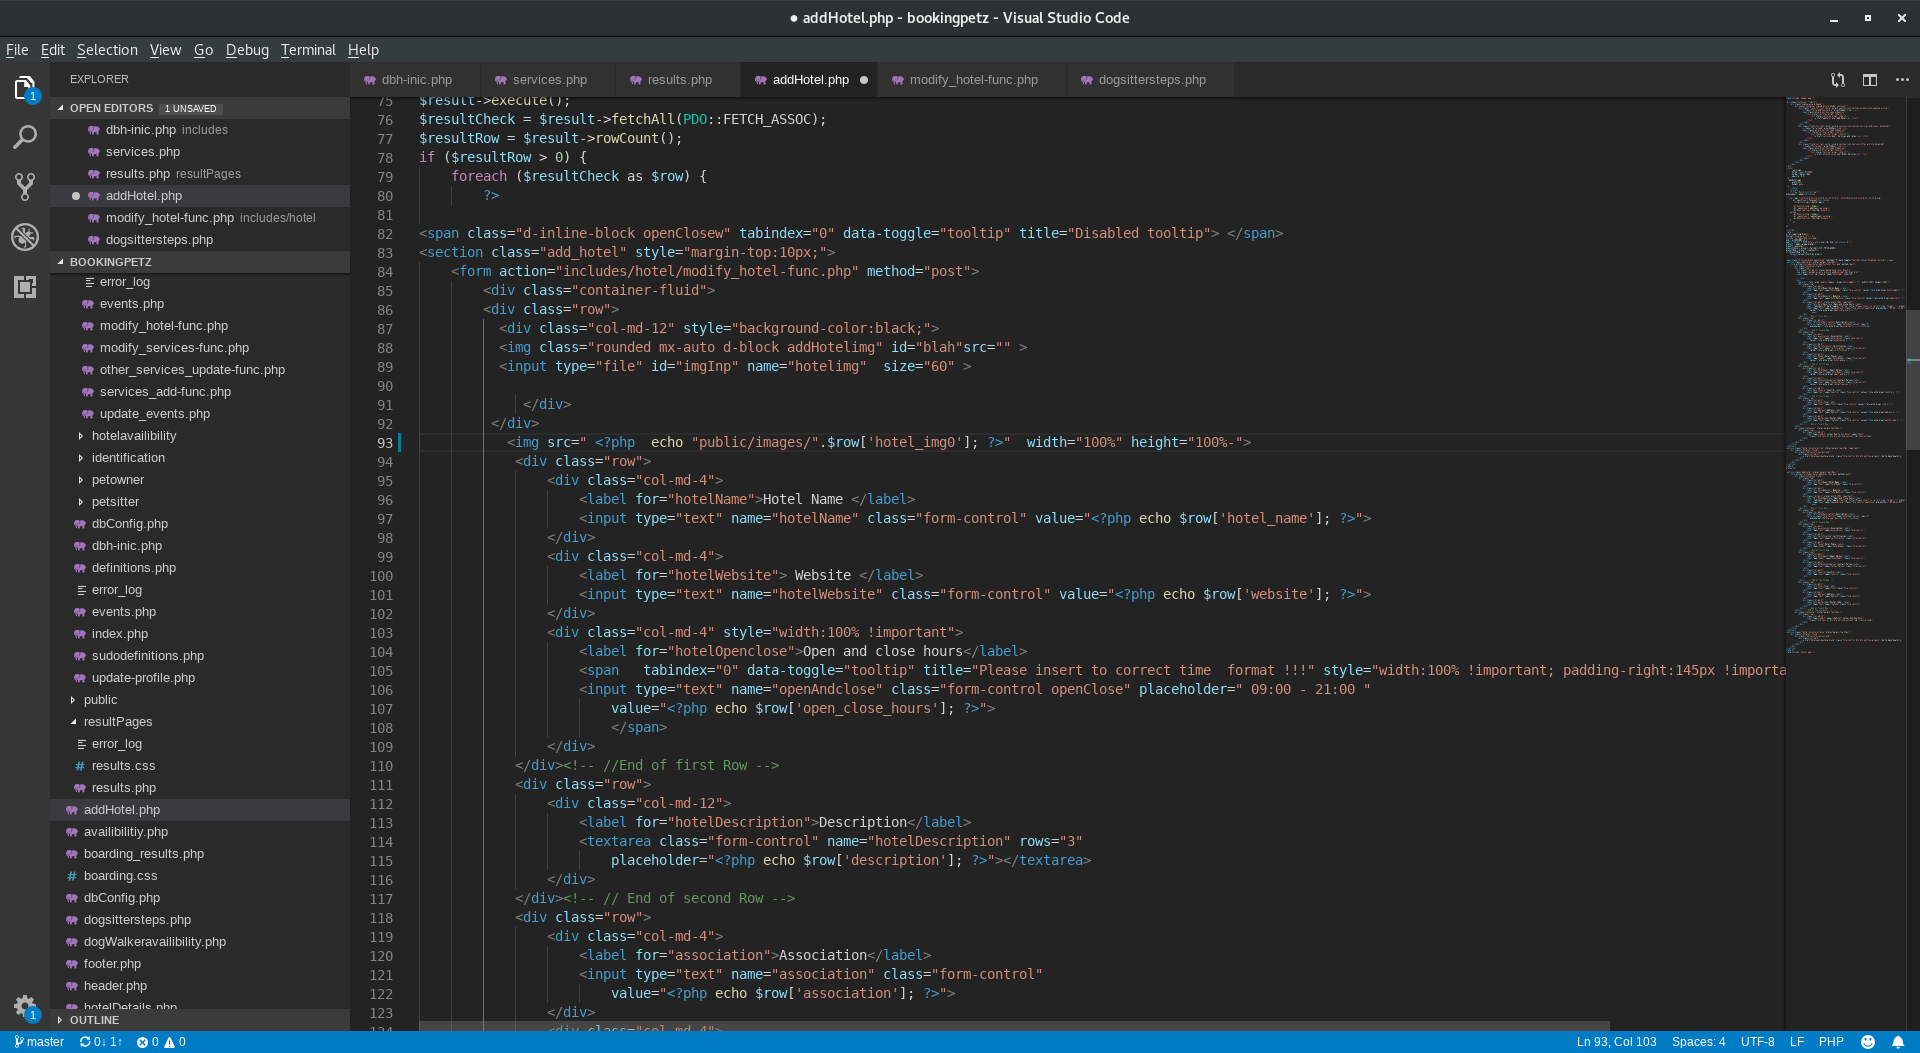 ● addHotel.php - bookingpetz - Visual Studio Code
File Edit Selection View Go Debug Terminal Help
EXPLORER
OPEN EDITORS 1 UNSAVED
dbh-inic.php includes
services.php
results.php resultPages
addHotel.php
modify_hotel-func.php includes/hotel
dogsittersteps.php
BOOKINGPETZ
error_log
events.php
modify_hotel-func.php
modify_services-func.php
other_services_update-func.php
services_add-func.php
update_events.php
hotelavailibility
identification
petowner
petsitter
dbConfig.php
dbh-inic.php
definitions.php
error_log
events.php
index.php
sudodefinitions.php
update-profile.php
public
resultPages
error_log
results.css
results.php
addHotel.php
availibilitiy.php
boarding_results.php
boarding.css
dbConfig.php
dogsittersteps.php
dogWalkeravailibility.php
footer.php
header.php
hotelDetails.php
OUTLINE
1
1
dbh-inic.php services.php results.php addHotel.php modify_hotel-func.php dogsittersteps.php
75 $result->execute();
76 $resultCheck = $result->fetchAll(PDO::FETCH_ASSOC);
77 $resultRow = $result->rowCount();
78 if ($resultRow > 0) {
79 foreach ($resultCheck as $row) {
80 ?>
81
82 <span class="d-inline-block openClosew" tabindex="0" data-toggle="tooltip" title="Disabled tooltip"> </span>
83 <section class="add_hotel" style="margin-top:10px;">
84 <form action="includes/hotel/modify_hotel-func.php" method="post">
85 <div class="container-fluid">
86 <div class="row">
87 <div class="col-md-12" style="background-color:black;">
88 <img class="rounded mx-auto d-block addHotelimg" id="blah"src="" >
89 <input type="file" id="imgInp" name="hotelimg"  size="60" >
90
91 </div>
92 </div>
93 <img src=" <?php  echo "public/images/".$row['hotel_img0']; ?>"  width="100%" height="100%-">
94 <div class="row">
95 <div class="col-md-4">
96 <label for="hotelName">Hotel Name </label>
97 <input type="text" name="hotelName" class="form-control" value="<?php echo $row['hotel_name']; ?>">
98 </div>
99 <div class="col-md-4">
100 <label for="hotelWebsite"> Website </label>
101 <input type="text" name="hotelWebsite" class="form-control" value="<?php echo $row['website']; ?>">
102 </div>
103 <div class="col-md-4" style="width:100% !important">
104 <label for="hotelOpenclose">Open and close hours</label>
105 <span   tabindex="0" data-toggle="tooltip" title="Please insert to correct time  format !!!" style="width:100% !important; padding-right:145px !importa
106 <input type="text" name="openAndclose" class="form-control openClose" placeholder=" 09:00 - 21:00 "
107 value="<?php echo $row['open_close_hours']; ?>">
108 </span>
109 </div>
110 </div><!-- //End of first Row -->
111 <div class="row">
112 <div class="col-md-12">
113 <label for="hotelDescription">Description</label>
114 <textarea class="form-control" name="hotelDescription" rows="3"
115 placeholder="<?php echo $row['description']; ?>"></textarea>
116 </div>
117 </div><!-- // End of second Row -->
118 <div class="row">
119 <div class="col-md-4">
120 <label for="association">Association</label>
121 <input type="text" name="association" class="form-control"
122 value="<?php echo $row['association']; ?>">
123 </div>
124 <div class="col-md-4">
master 0↓ 1↑ 0 0 Ln 93, Col 103 Spaces: 4 UTF-8 LF PHP